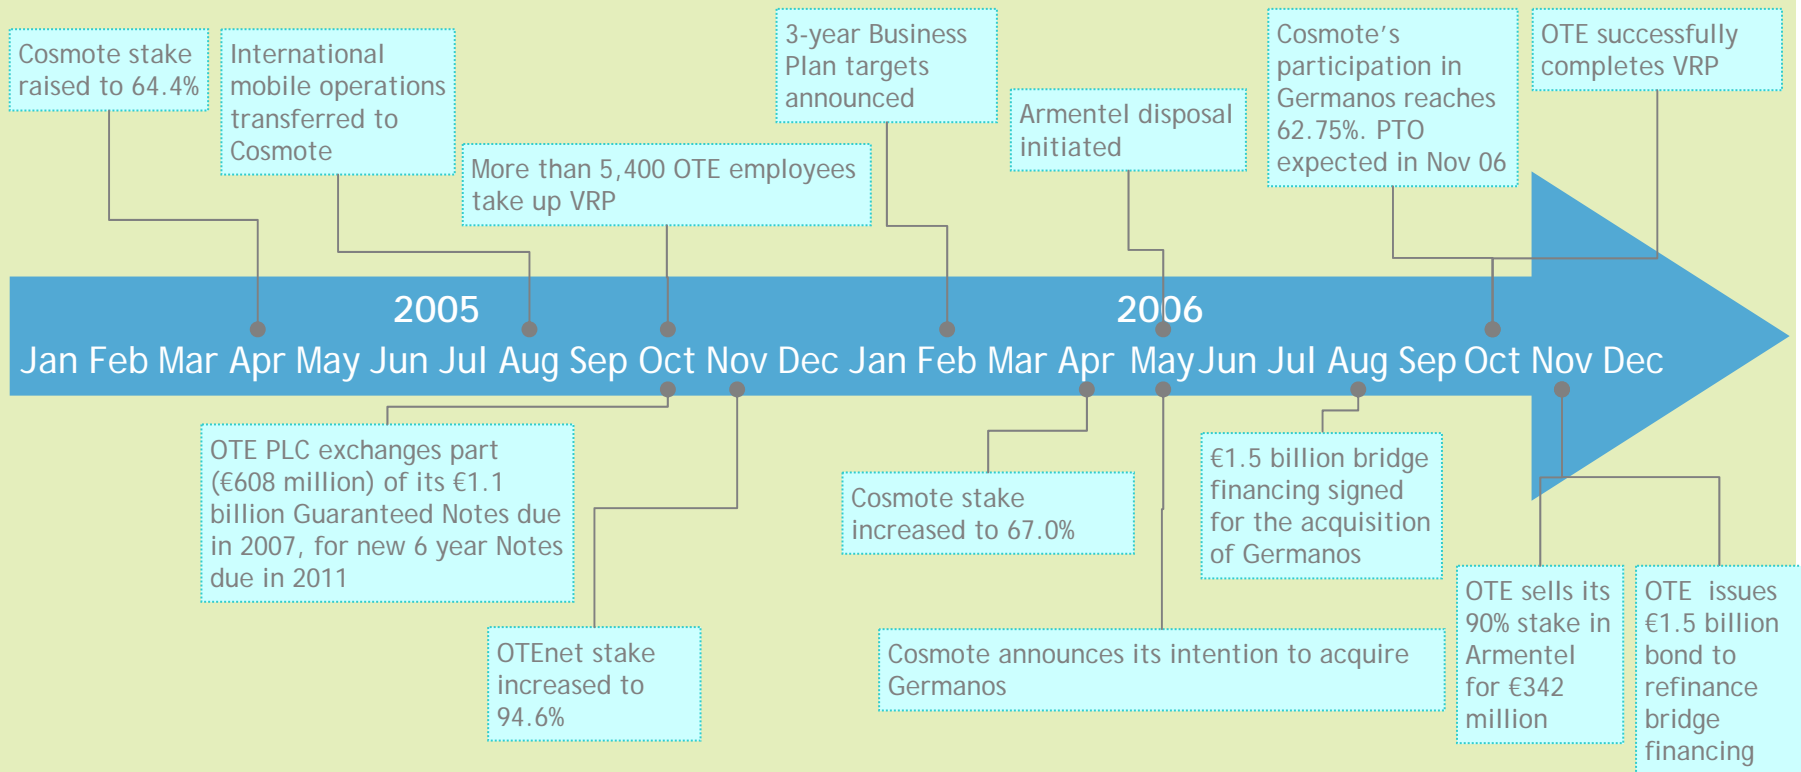 Cosmote stake
raised to 64.4%
International
mobile operations
transferred to
Cosmote
More than 5,400 OTE employees
take up VRP
3-year Business
Plan targets
announced
Armentel disposal
initiated
Cosmote's
participation in
Germanos reaches
62.75%. PTO
expected in Nov 06
OTE successfully
completes VRP
2005
2006
Jan Feb Mar Apr May Jun Jul Aug Sep Oct Nov Dec Jan Feb Mar Apr May Jun Jul Aug Sep Oct Nov Dec
OTE PLC exchanges part
(€608 million) of its €1.1
billion Guaranteed Notes due
in 2007, for new 6 year Notes
due in 2011
OTEnet stake
increased to
94.6%
Cosmote stake
increased to 67.0%
Cosmote announces its intention to acquire
Germanos
€1.5 billion bridge
financing signed
for the acquisition
of Germanos
OTE sells its
90% stake in
Armentel
for €342
million
OTE issues
€1.5 billion
bond to
refinance
bridge
financing